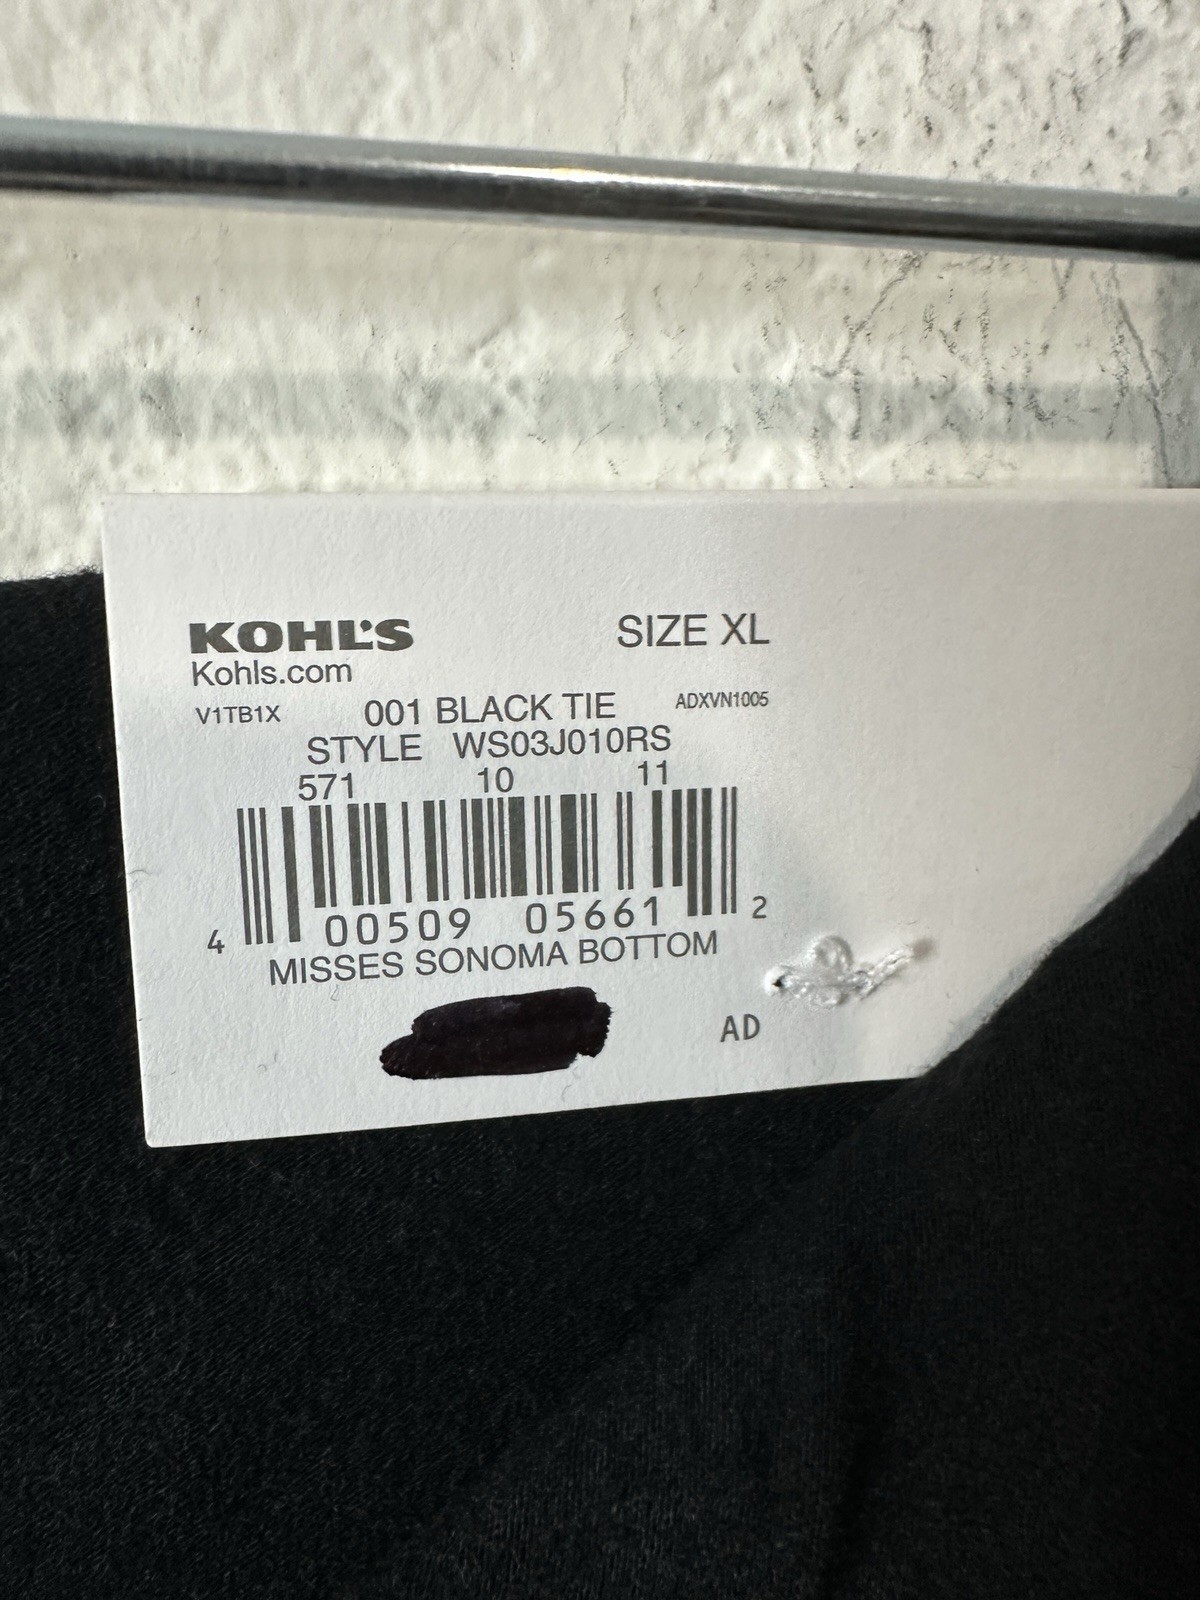 KOHL'S SIZE XL
Kohls.com
V1TB1X 001 BLACK TIE ADXVN1005
STYLE WS03J010RS
571 10 11
4 00509 05661 2
MISSES SONOMA BOTTOM
AD